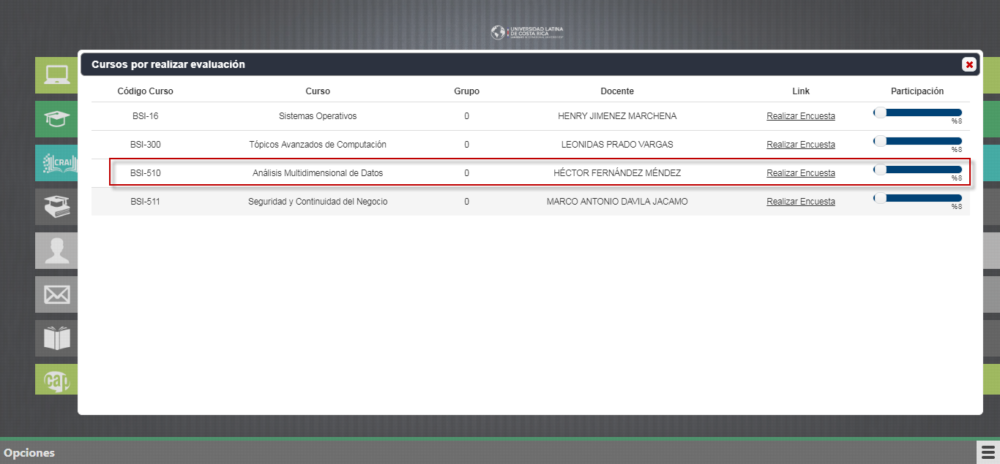 UNIVERSIDAD LATINA
DE COSTA RICA
Cursos por realizar evaluación
Código Curso Curso Grupo Docente Link Participación
BSI-16 Sistemas Operativos 0 HENRY JIMENEZ MARCHENA Realizar Encuesta %8
BSI-300 Tópicos Avanzados de Computación 0 LEONIDAS PRADO VARGAS Realizar Encuesta %8
BSI-510 Análisis Multidimensional de Datos 0 HÉCTOR FERNÁNDEZ MÉNDEZ Realizar Encuesta %8
BSI-511 Seguridad y Continuidad del Negocio 0 MARCO ANTONIO DAVILA JACAMO Realizar Encuesta %8
CRAI
cap
Opciones